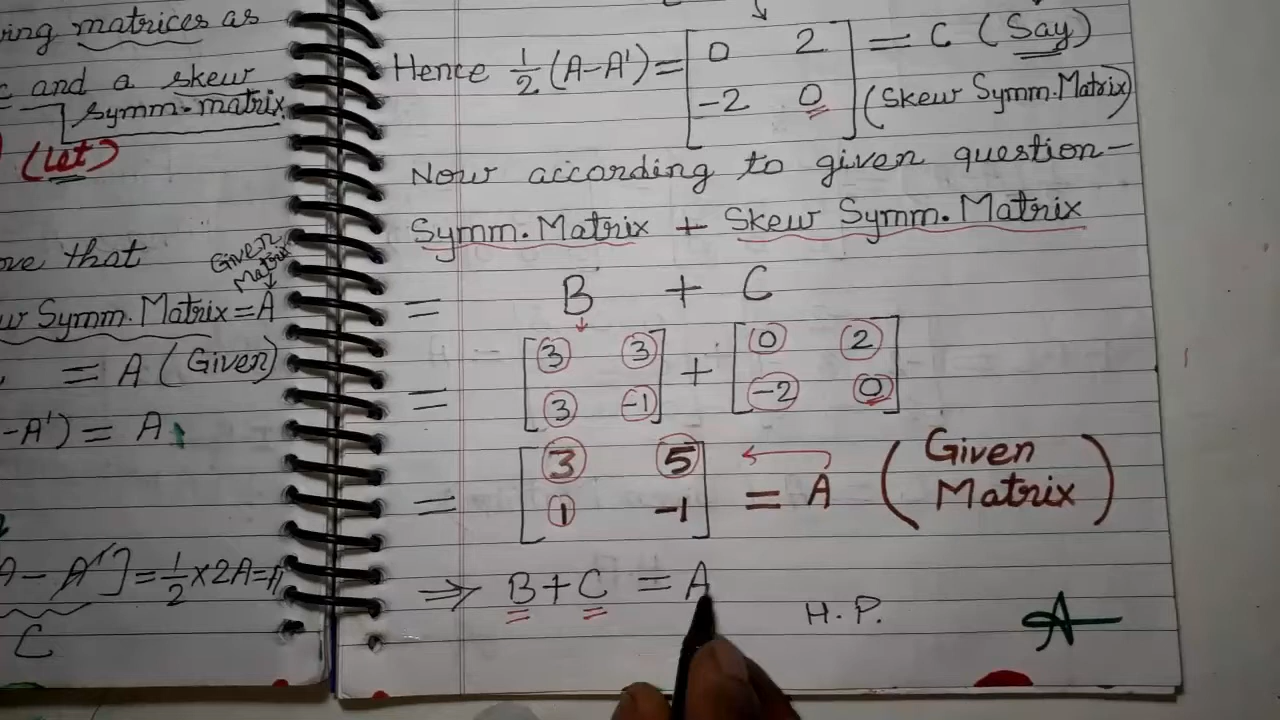 ing matrices as
c and a skew
symm. matrix
(Let)
ove that
Given
Matrix
w Symm. Matrix = A
= A (Given)
-A') = A
A - A'] = 1/2 × 2A = A
C
Hence 1/2 (A-A') = [0 2
-2 0] = C (Say)
(Skew Symm. Matrix)
Now according to given question-
Symm. Matrix + Skew Symm. Matrix
= B + C
= [3 3
3 -1] + [0 2
-2 0]
= [3 5
1 -1] = A (Given
Matrix)
⇒ B+C = A
H.P.
A